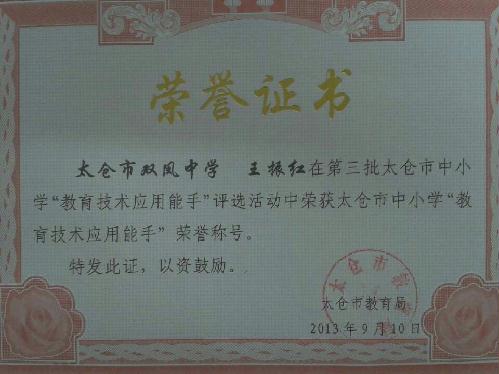 荣誉证书
太仓市双凤中学 王振红在第三批太仓市中小
学“教育技术应用能手”评选活动中荣获太仓市中小学“教
育技术应用能手” 荣誉称号。
特发此证，以资鼓励。
太仓市教育局
2013年9月10日
太仓市教